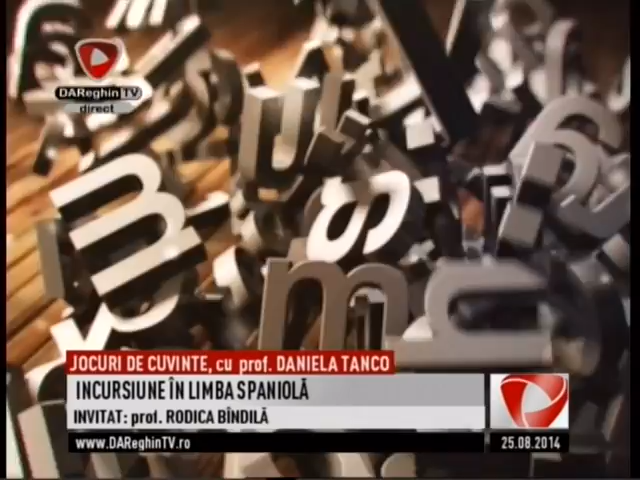 DAReghin TV
direct
JOCURI DE CUVINTE, cu prof. DANIELA TANCO
INCURSIUNE ÎN LIMBA SPANIOLĂ
INVITAT: prof. RODICA BÎNDILĂ
www.DAReghinTV.ro
25.08.2014